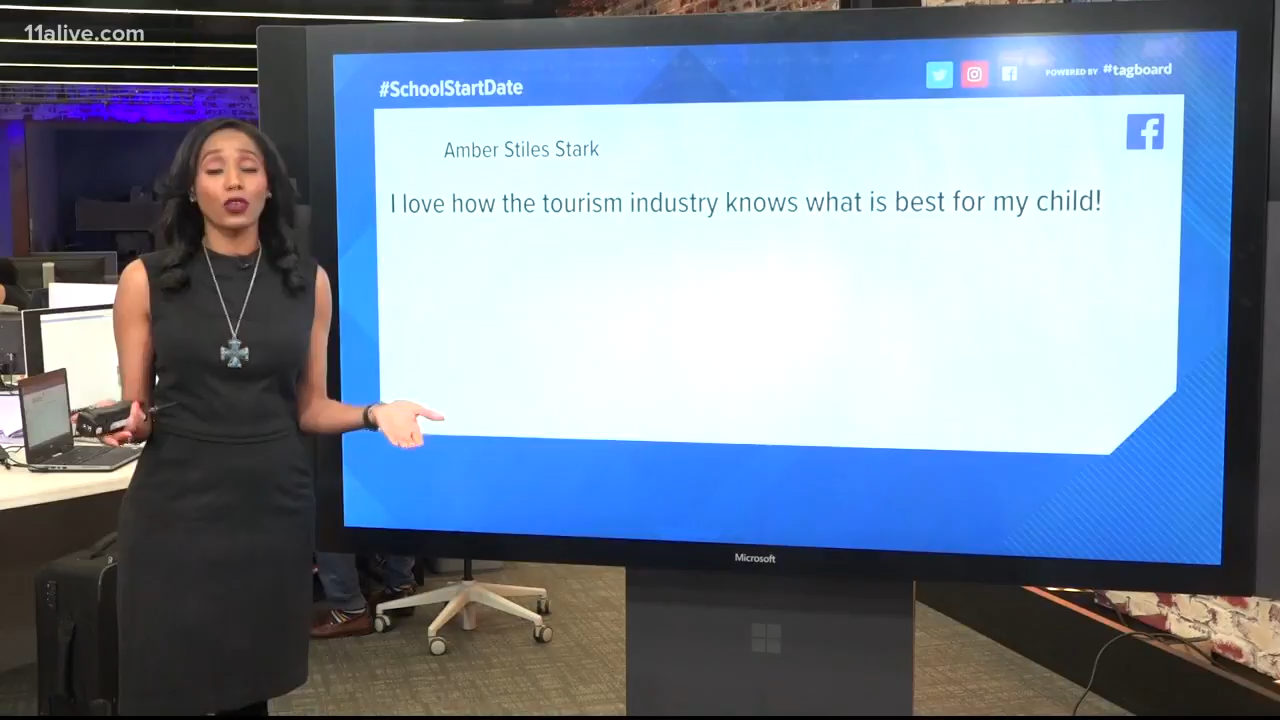 11alive.com
#SchoolStartDate
POWERED BY #tagboard
Amber Stiles Stark
I love how the tourism industry knows what is best for my child!
Microsoft